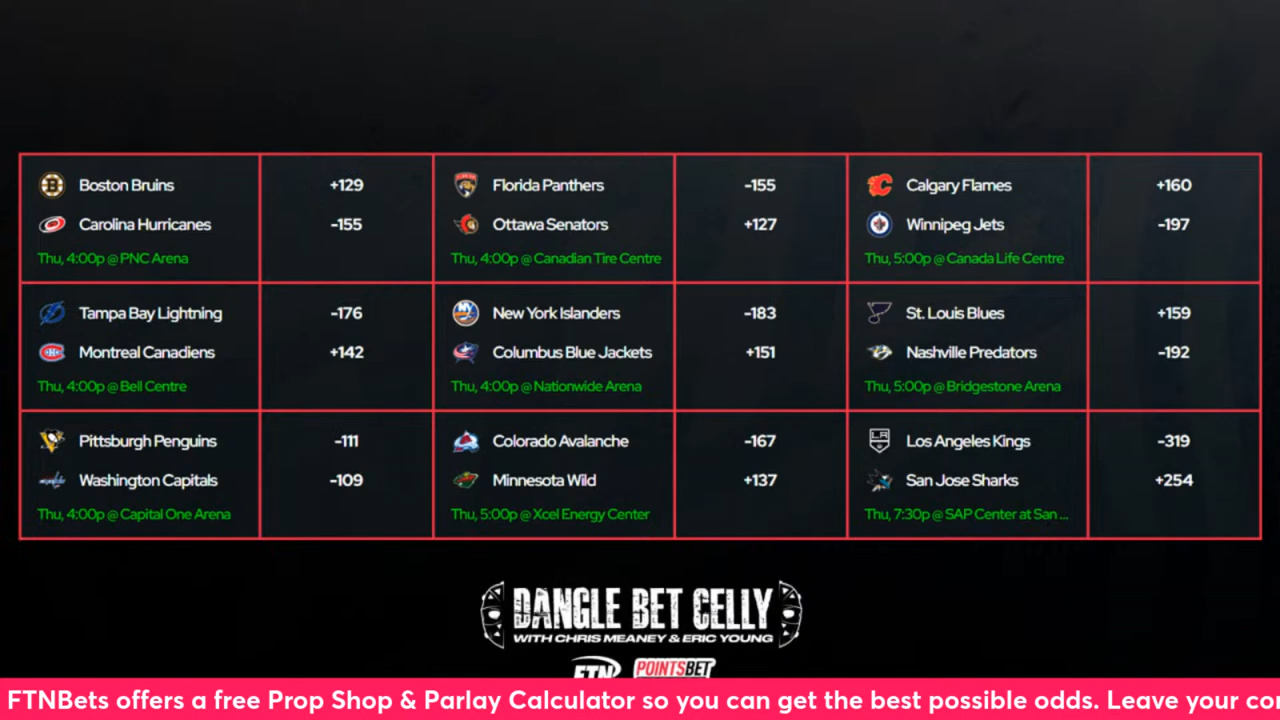 Boston Bruins +129
Carolina Hurricanes -155
Thu, 4:00p @ PNC Arena
Florida Panthers -155
Ottawa Senators +127
Thu, 4:00p @ Canadian Tire Centre
Calgary Flames +160
Winnipeg Jets -197
Thu, 5:00p @ Canada Life Centre
Tampa Bay Lightning -176
Montreal Canadiens +142
Thu, 4:00p @ Bell Centre
New York Islanders -183
Columbus Blue Jackets +151
Thu, 4:00p @ Nationwide Arena
St. Louis Blues +159
Nashville Predators -192
Thu, 5:00p @ Bridgestone Arena
Pittsburgh Penguins -111
Washington Capitals -109
Thu, 4:00p @ Capital One Arena
Colorado Avalanche -167
Minnesota Wild +137
Thu, 5:00p @ Xcel Energy Center
Los Angeles Kings -319
San Jose Sharks +254
Thu, 7:30p @ SAP Center at San ...
DANGLE BET CELLY
WITH CHRIS MEANEY & ERIC YOUNG
FTN POINTSBET
FTNBets offers a free Prop Shop & Parlay Calculator so you can get the best possible odds. Leave your